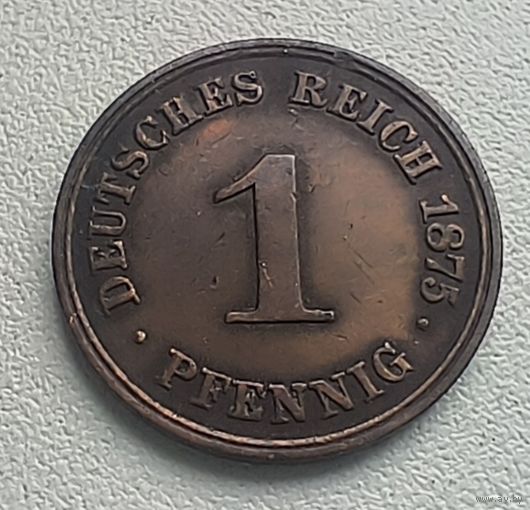 DEUTSCHES REICH 1875
1
· PFENNIG ·